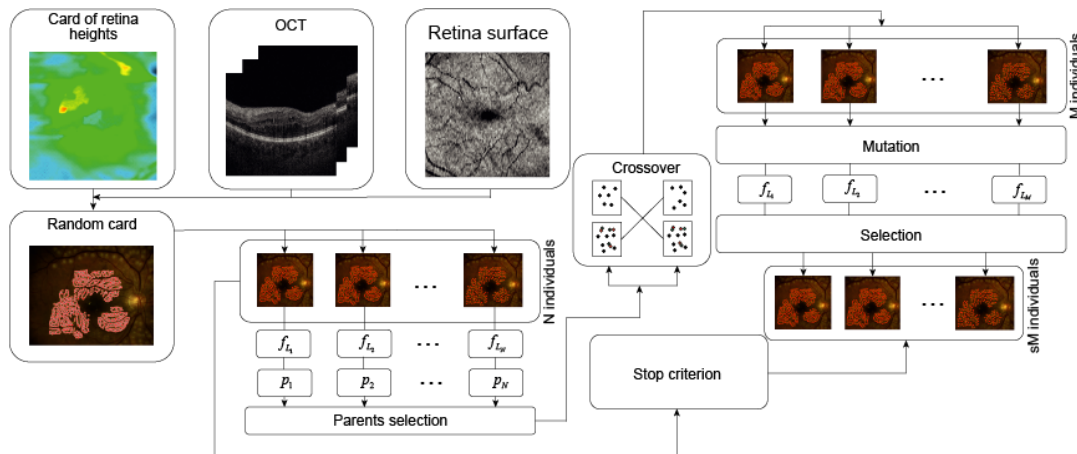 Card of retina
heights
OCT
Retina surface
Random card
N individuals
f_{L_1}
f_{L_2}
...
f_{L_N}
p_1
p_2
...
p_N
Parents selection
Crossover
M individuals
...
Mutation
f_{L_1}
f_{L_2}
...
f_{L_M}
Selection
...
sM individuals
Stop criterion